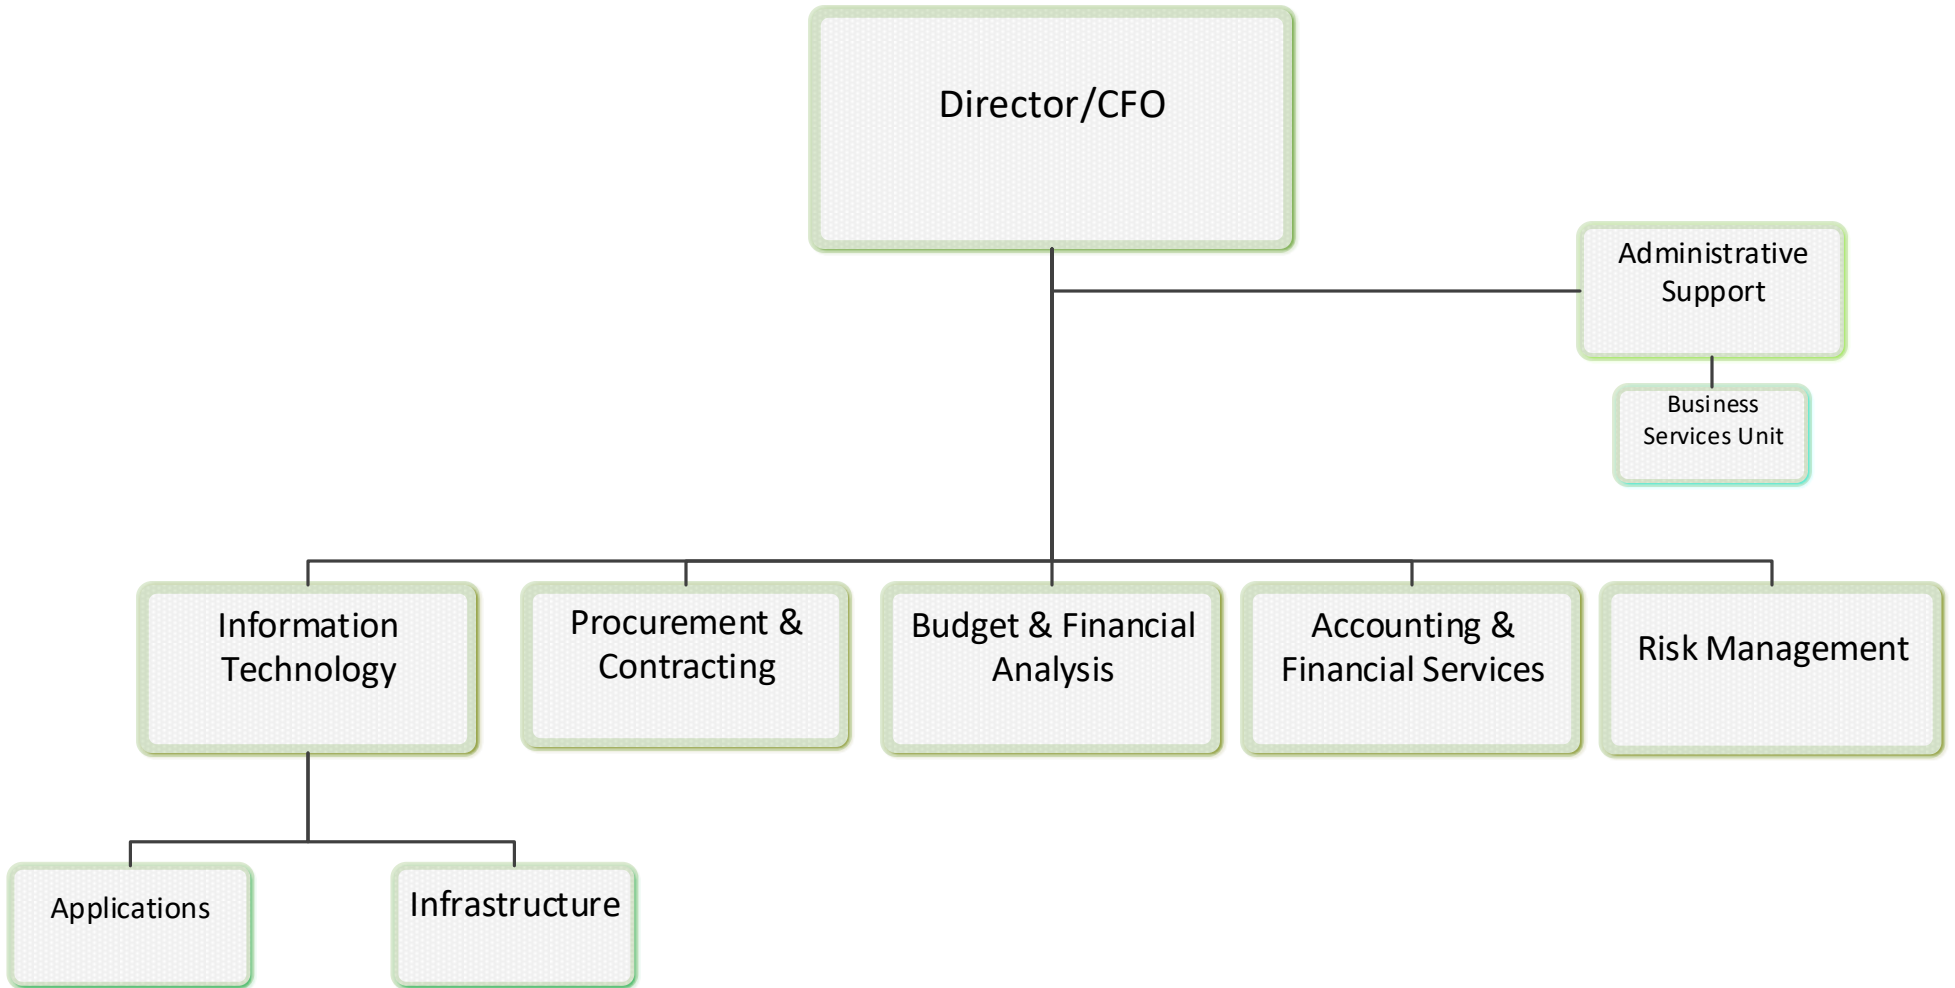 Director/CFO
Administrative
Support
Business
Services Unit
Information
Technology
Procurement &
Contracting
Budget & Financial
Analysis
Accounting &
Financial Services
Risk Management
Applications
Infrastructure